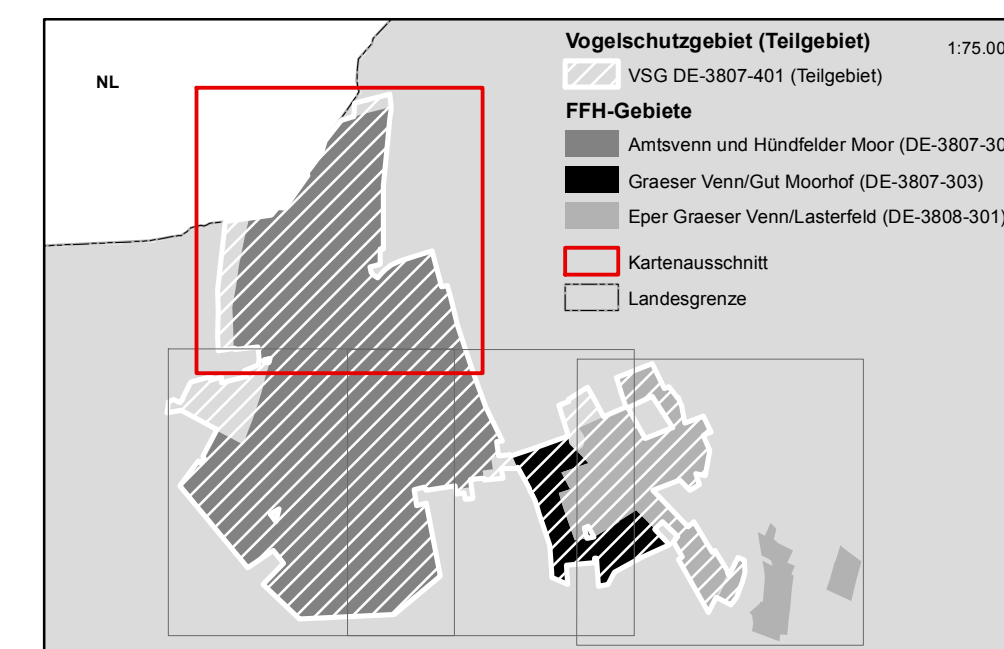 Vogelschutzgebiet (Teilgebiet)
1:75.00
NL
VSG DE-3807-401 (Teilgebiet)
FFH-Gebiete
Amtsvenn und Hündfelder Moor (DE-3807-30
Graeser Venn/Gut Moorhof (DE-3807-303)
Eper Graeser Venn/Lasterfeld (DE-3808-301)
Kartenausschnitt
Landesgrenze